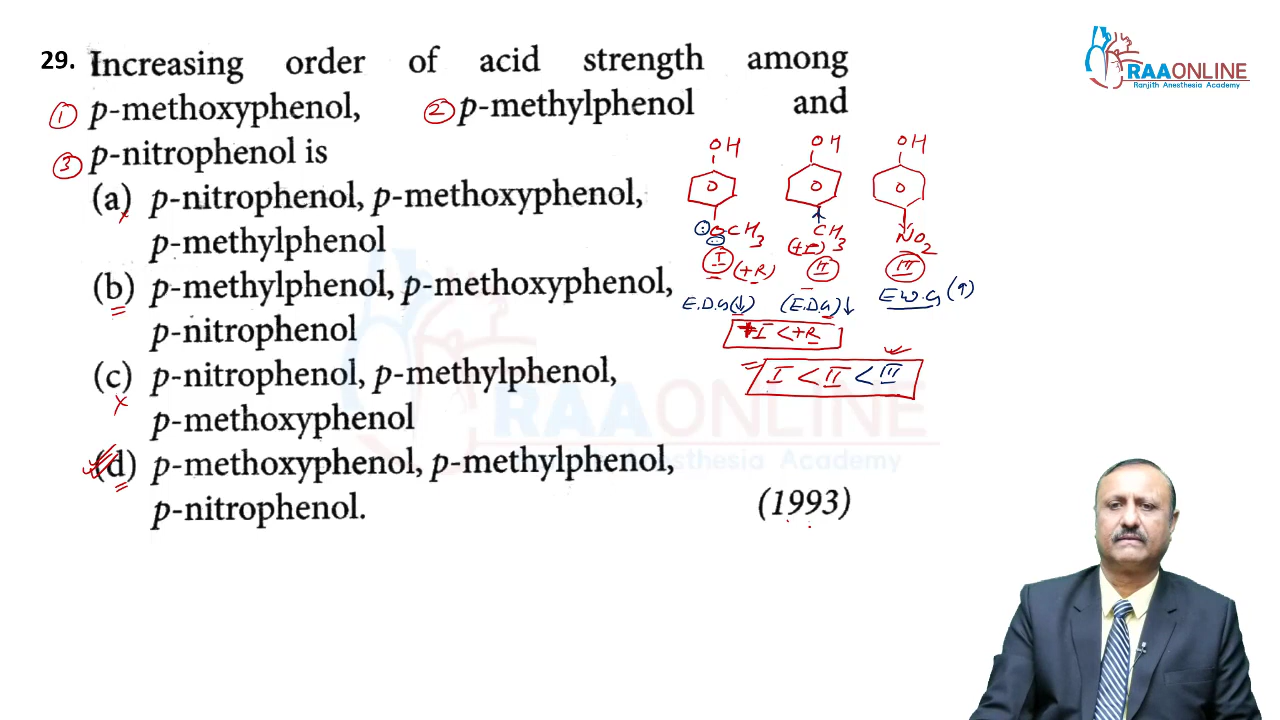 29. Increasing order of acid strength among
① p-methoxyphenol, ② p-methylphenol and
③ p-nitrophenol is
(a) p-nitrophenol, p-methoxyphenol,
p-methylphenol
(b) p-methylphenol, p-methoxyphenol,
p-nitrophenol
(c) p-nitrophenol, p-methylphenol,
p-methoxyphenol
(d) p-methoxyphenol, p-methylphenol,
p-nitrophenol. (1993)
RAAONLINE
Ranjith Anesthesia Academy
OH OH OH
OCH3 CH3 NO2
I (+R) II III
E.D.G(↓) (E.D.G)↓ E.W.G(↑)
+I < +R
I < II < III
RAAONLINE